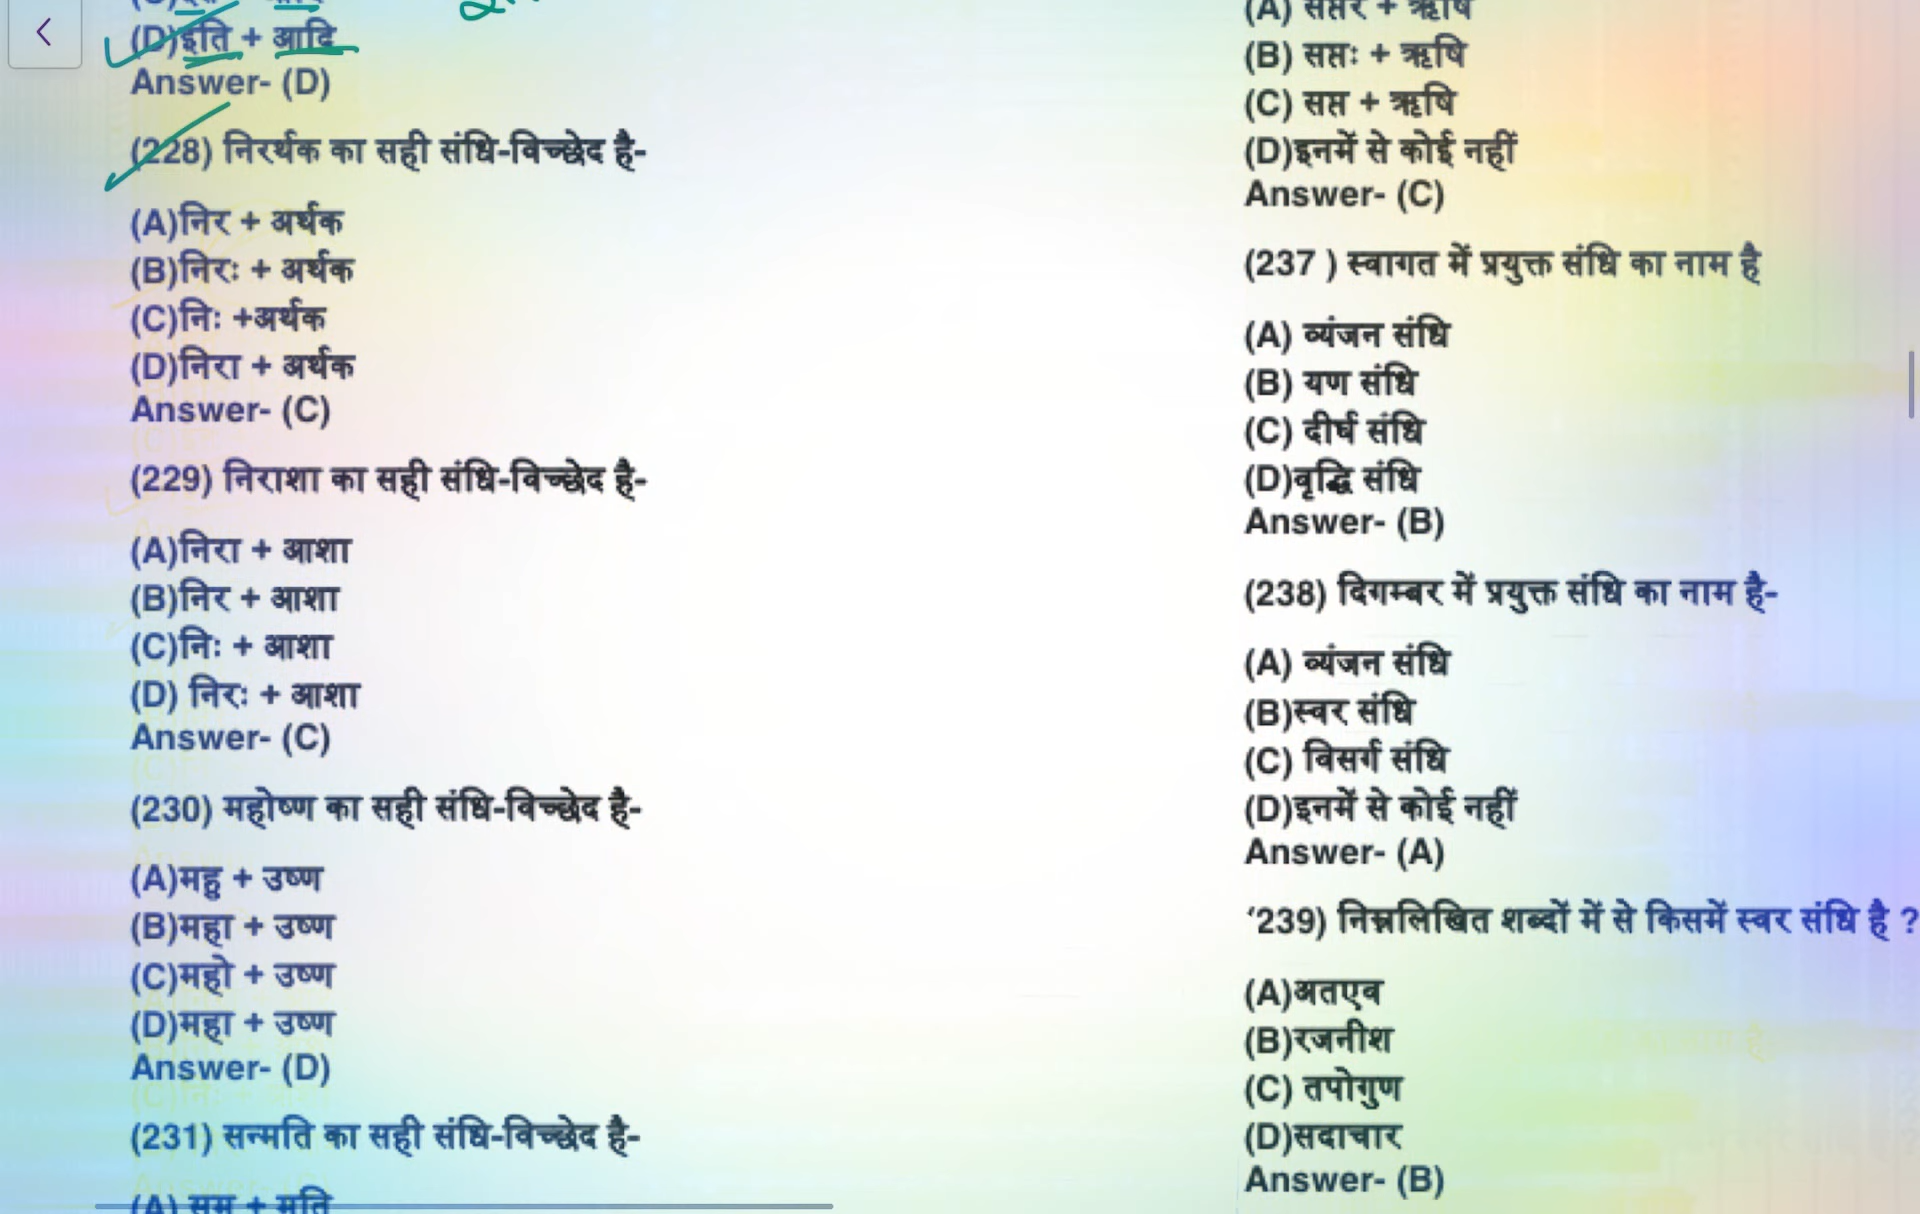 (D)इति + आदि
Answer- (D)
(228) निरर्थक का सही संधि-विच्छेद है-
(A)निर + अर्थक
(B)निरः + अर्थक
(C)निः +अर्थक
(D)निरा + अर्थक
Answer- (C)
(229) निराशा का सही संधि-विच्छेद है-
(A)निरा + आशा
(B)निर + आशा
(C)निः + आशा
(D) निरः + आशा
Answer- (C)
(230) महोष्ण का सही संधि-विच्छेद है-
(A)महु + उष्ण
(B)महा + उष्ण
(C)महो + उष्ण
(D)महा + उष्ण
Answer- (D)
(231) सन्मति का सही संधि-विच्छेद है-
(A) सम + मति
(A) सप्तर + ऋषि
(B) सप्तः + ऋषि
(C) सप्त + ऋषि
(D)इनमें से कोई नहीं
Answer- (C)
(237 ) स्वागत में प्रयुक्त संधि का नाम है
(A) व्यंजन संधि
(B) यण संधि
(C) दीर्घ संधि
(D)वृद्धि संधि
Answer- (B)
(238) दिगम्बर में प्रयुक्त संधि का नाम है-
(A) व्यंजन संधि
(B)स्वर संधि
(C) विसर्ग संधि
(D)इनमें से कोई नहीं
Answer- (A)
‘239) निम्नलिखित शब्दों में से किसमें स्वर संधि है ?
(A)अतएव
(B)रजनीश
(C) तपोगुण
(D)सदाचार
Answer- (B)